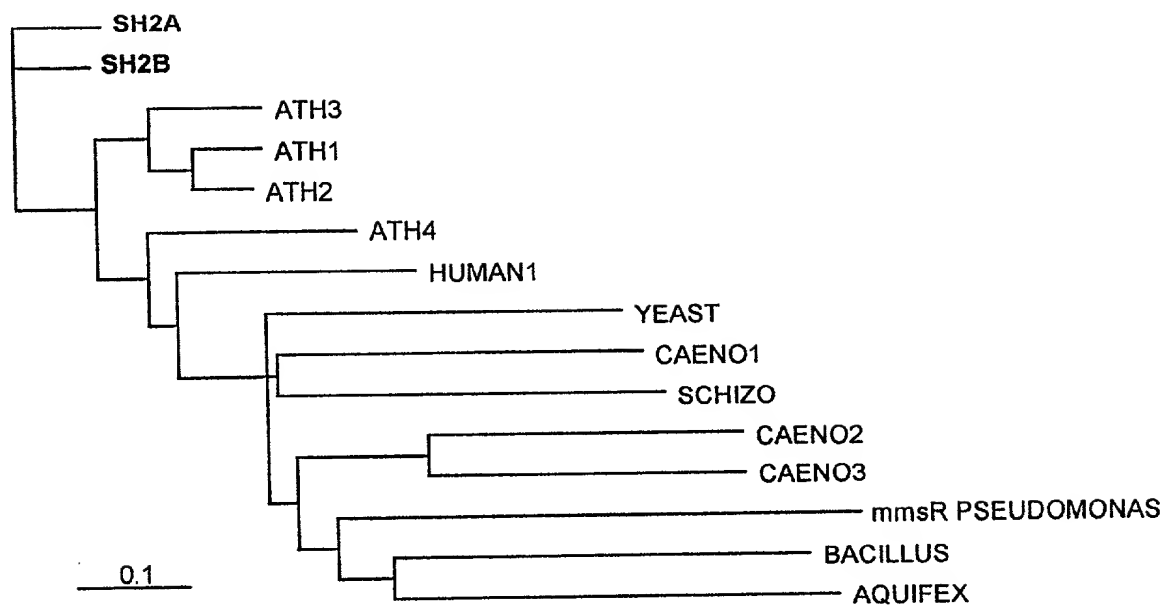 SH2A
SH2B
ATH3
ATH1
ATH2
ATH4
HUMAN1
YEAST
CAENO1
SCHIZO
CAENO2
CAENO3
mmsR PSEUDOMONAS
BACILLUS
0.1
AQUIFEX